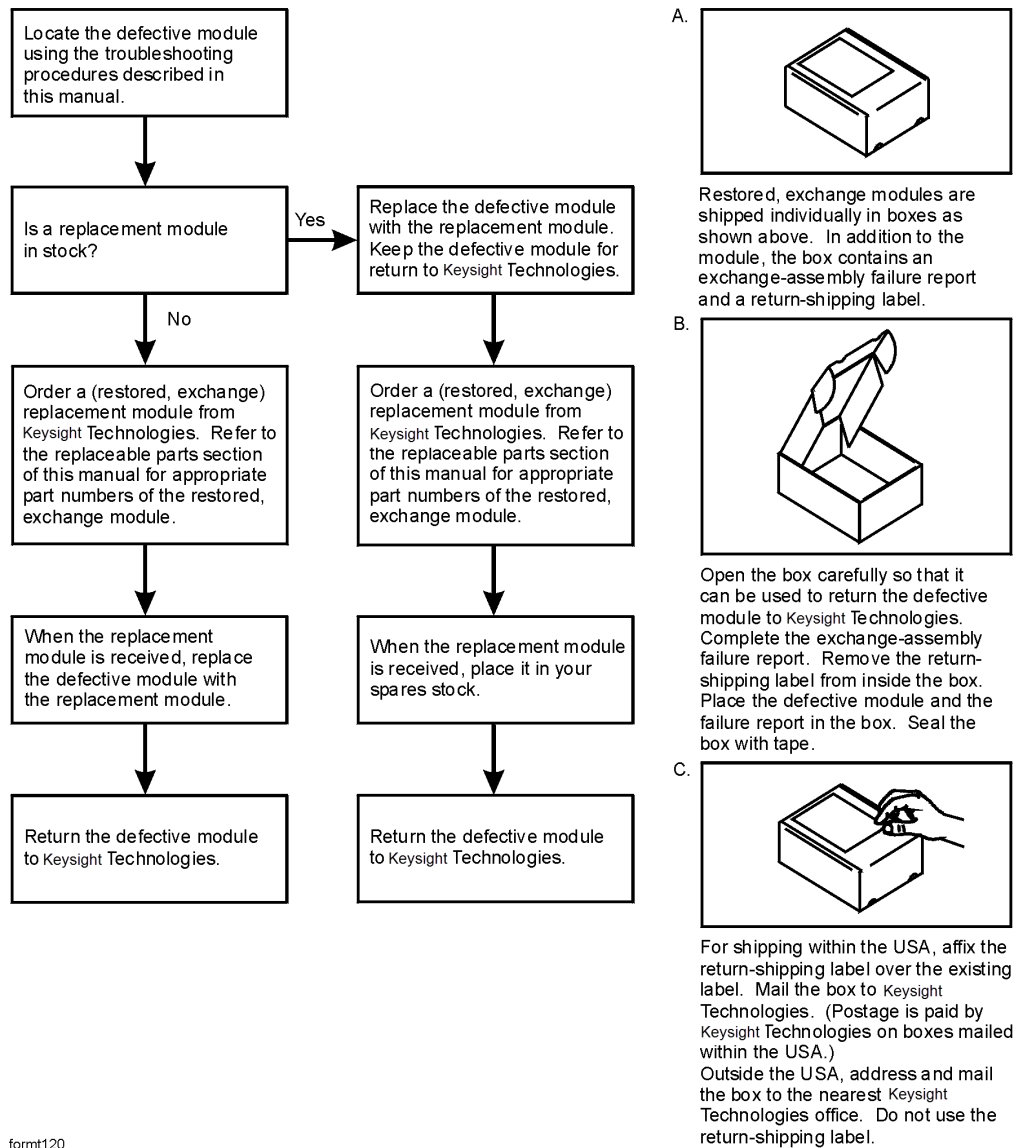 Locate the defective module
using the troubleshooting
procedures described in
this manual.
Is a replacement module
in stock?
Yes
Replace the defective module
with the replacement module.
Keep the defective module for
return to Keysight Technologies.
No
Order a (restored, exchange)
replacement module from
Keysight Technologies. Refer to
the replaceable parts section
of this manual for appropriate
part numbers of the restored,
exchange module.
Order a (restored, exchange)
replacement module from
Keysight Technologies. Refer to
the replaceable parts section
of this manual for appropriate
part numbers of the restored,
exchange module.
When the replacement
module is received, replace
the defective module with
the replacement module.
When the replacement module
is received, place it in your
spares stock.
Return the defective module
to Keysight Technologies.
Return the defective module
to Keysight Technologies.
A.
Restored, exchange modules are
shipped individually in boxes as
shown above. In addition to the
module, the box contains an
exchange-assembly failure report
and a return-shipping label.
B.
Open the box carefully so that it
can be used to return the defective
module to Keysight Technologies.
Complete the exchange-assembly
failure report. Remove the return-
shipping label from inside the box.
Place the defective module and the
failure report in the box. Seal the
box with tape.
C.
For shipping within the USA, affix the
return-shipping label over the existing
label. Mail the box to Keysight
Technologies. (Postage is paid by
Keysight Technologies on boxes mailed
within the USA.)
Outside the USA, address and mail
the box to the nearest Keysight
Technologies office. Do not use the
return-shipping label.
formt120